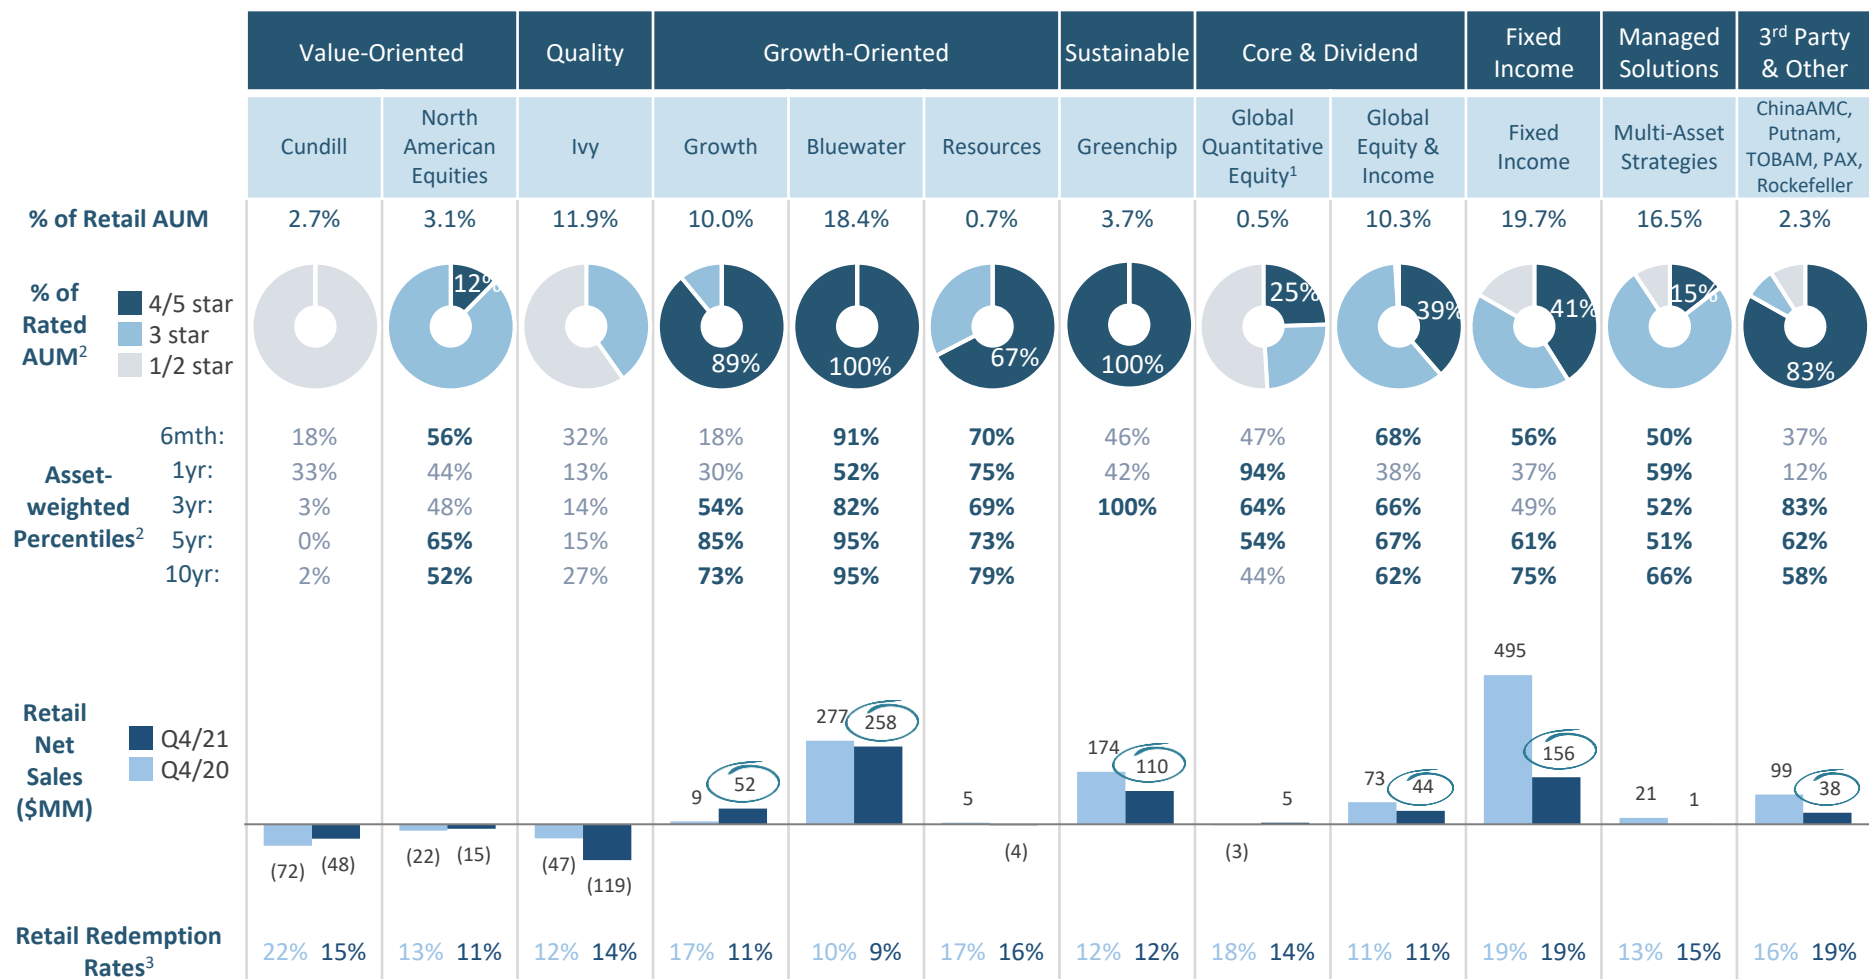 Value-Oriented Quality Growth-Oriented Sustainable Core & Dividend Fixed Income Managed Solutions 3rd Party & Other
Cundill North American Equities Ivy Growth Bluewater Resources Greenchip Global Quantitative Equity1 Global Equity & Income Fixed Income Multi-Asset Strategies ChinaAMC, Putnam, TOBAM, PAX, Rockefeller
% of Retail AUM 2.7% 3.1% 11.9% 10.0% 18.4% 0.7% 3.7% 0.5% 10.3% 19.7% 16.5% 2.3%
% of Rated AUM2
4/5 star
3 star
1/2 star
12% 89% 100% 67% 100% 25% 39% 41% 15% 83%
Asset-weighted Percentiles2
6mth: 18% 56% 32% 18% 91% 70% 46% 47% 68% 56% 50% 37%
1yr: 33% 44% 13% 30% 52% 75% 42% 94% 38% 37% 59% 12%
3yr: 3% 48% 14% 54% 82% 69% 100% 64% 66% 49% 52% 83%
5yr: 0% 65% 15% 85% 95% 73% 54% 67% 61% 51% 62%
10yr: 2% 52% 27% 73% 95% 79% 44% 62% 75% 66% 58%
Retail Net Sales ($MM)
Q4/21
Q4/20
(72) (48) (22) (15) (47) (119) 9 52 277 258 5 (4) 174 110 (3) 5 73 44 495 156 21 1 99 38
Retail Redemption Rates3 22% 15% 13% 11% 12% 14% 17% 11% 10% 9% 17% 16% 12% 12% 18% 14% 11% 11% 19% 19% 13% 15% 16% 19%